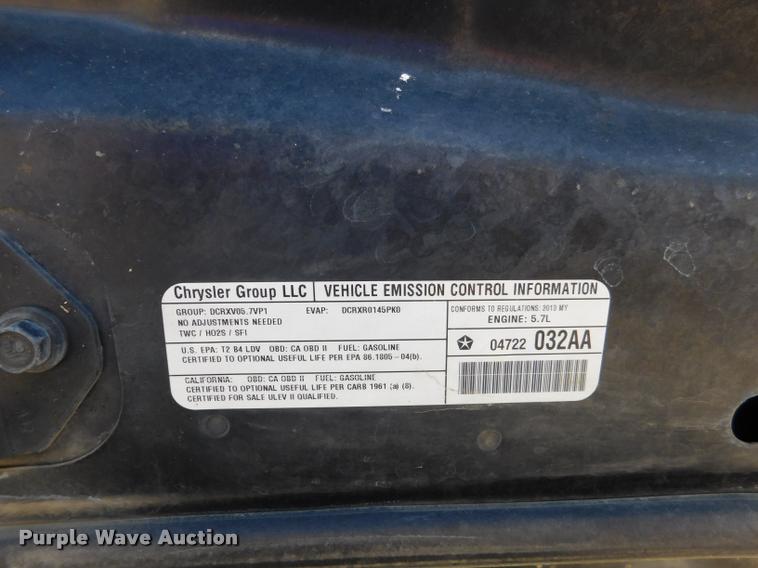 Chrysler Group LLC VEHICLE EMISSION CONTROL INFORMATION
GROUP: DCRXV05.7VP1 EVAP: DCRXR0145PK0
NO ADJUSTMENTS NEEDED
TWC / HO2S / SFI
CONFORMS TO REGULATIONS: 2013 MY
ENGINE: 5.7L
U.S. EPA: T2 B4 LDV OBD: CA OBD II FUEL: GASOLINE
CERTIFIED TO OPTIONAL USEFUL LIFE PER EPA 86.1805-04(b).
04722 032AA
CALIFORNIA: OBD: CA OBD II FUEL: GASOLINE
CERTIFIED TO OPTIONAL USEFUL LIFE PER CARB 1961 (a) (8).
CERTIFIED FOR SALE ULEV II QUALIFIED.
Purple Wave Auction